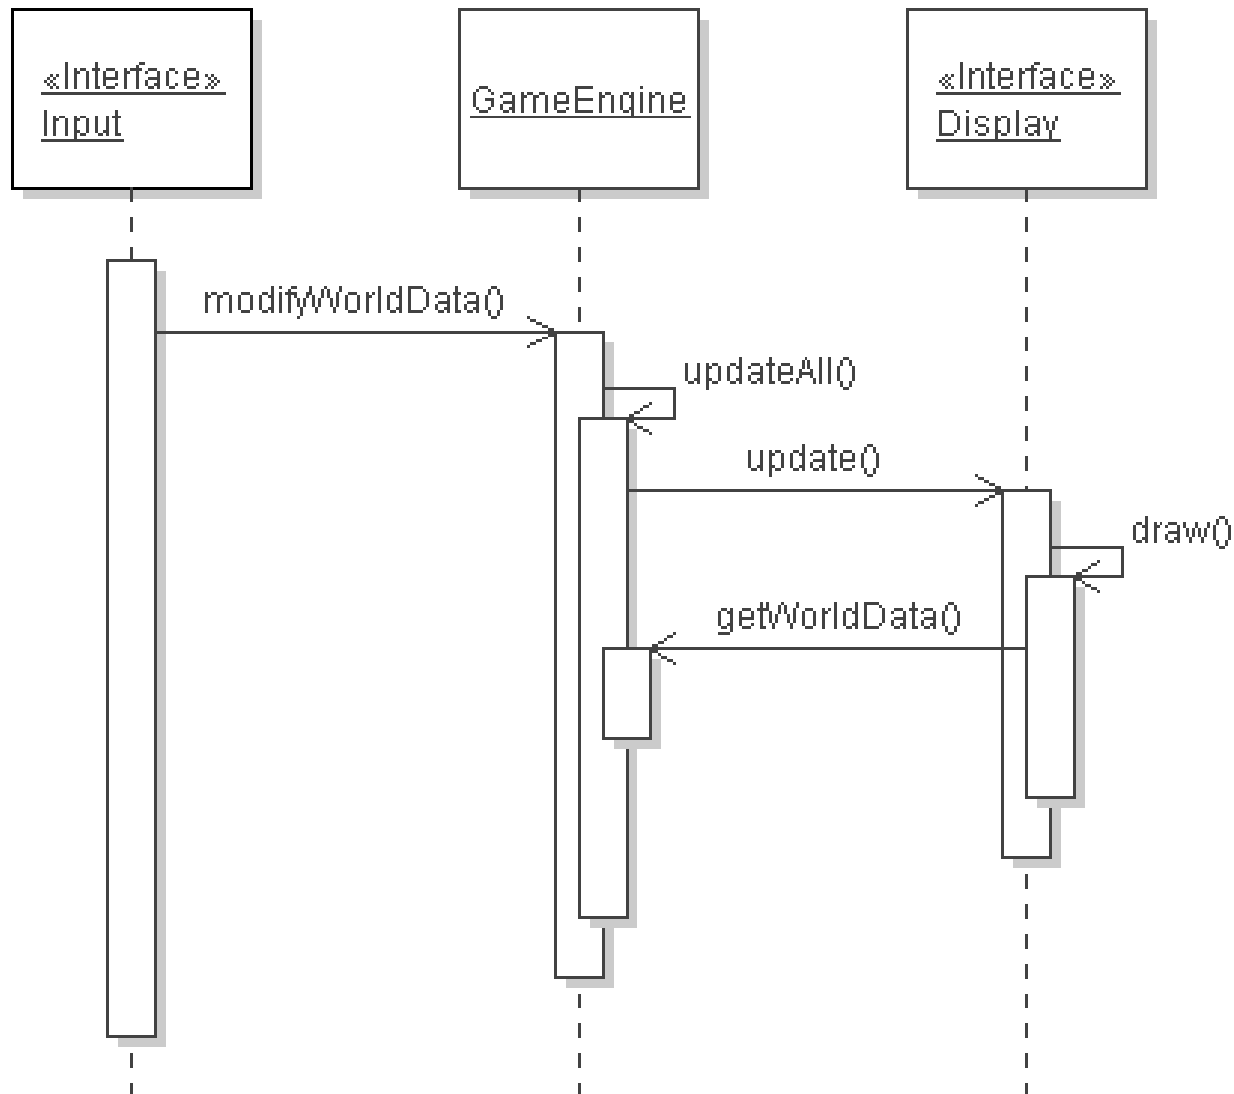 «Interface»
Input
GameEngine
«Interface»
Display
modifyWorldData()
updateAll()
update()
draw()
getWorldData()